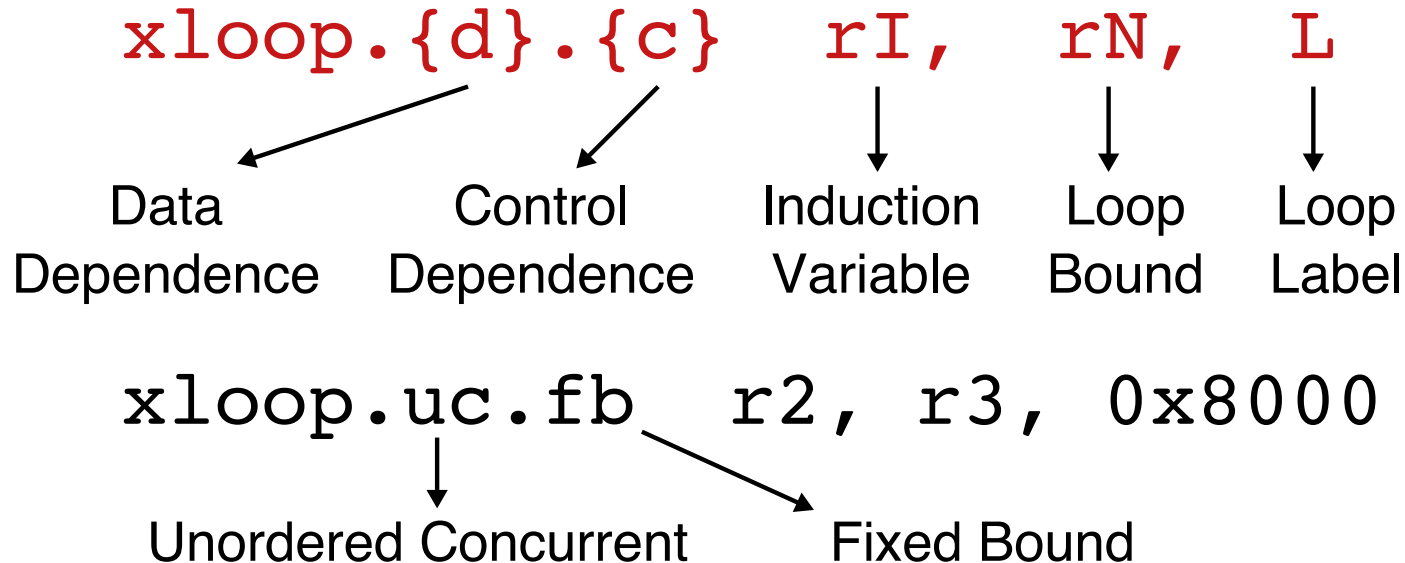 xloop.{d}.{c} rI, rN, L
Data Control Induction Loop Loop
Dependence Dependence Variable Bound Label
xloop.uc.fb r2, r3, 0x8000
Unordered Concurrent Fixed Bound